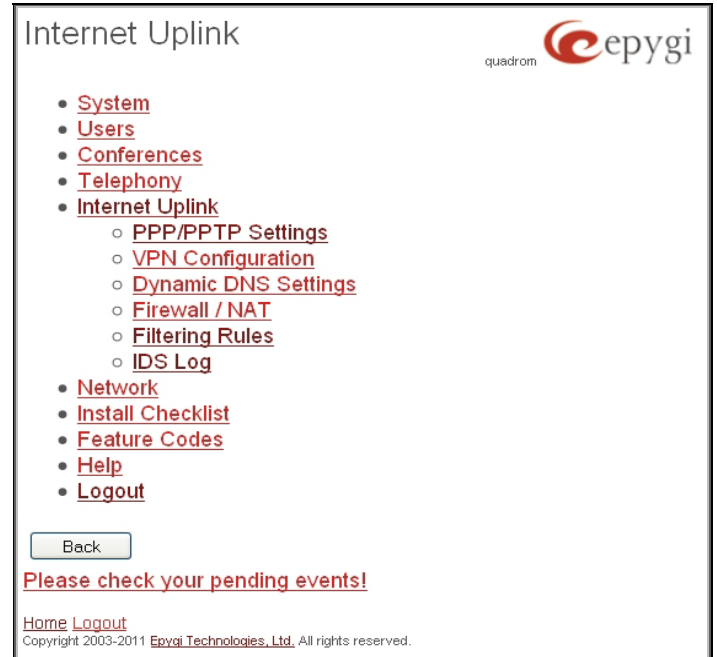 Internet Uplink
quadrom epygi
System
Users
Conferences
Telephony
Internet Uplink
PPP/PPTP Settings
VPN Configuration
Dynamic DNS Settings
Firewall / NAT
Filtering Rules
IDS Log
Network
Install Checklist
Feature Codes
Help
Logout
Back
Please check your pending events!
Home Logout
Copyright 2003-2011 Epygi Technologies, Ltd. All rights reserved.